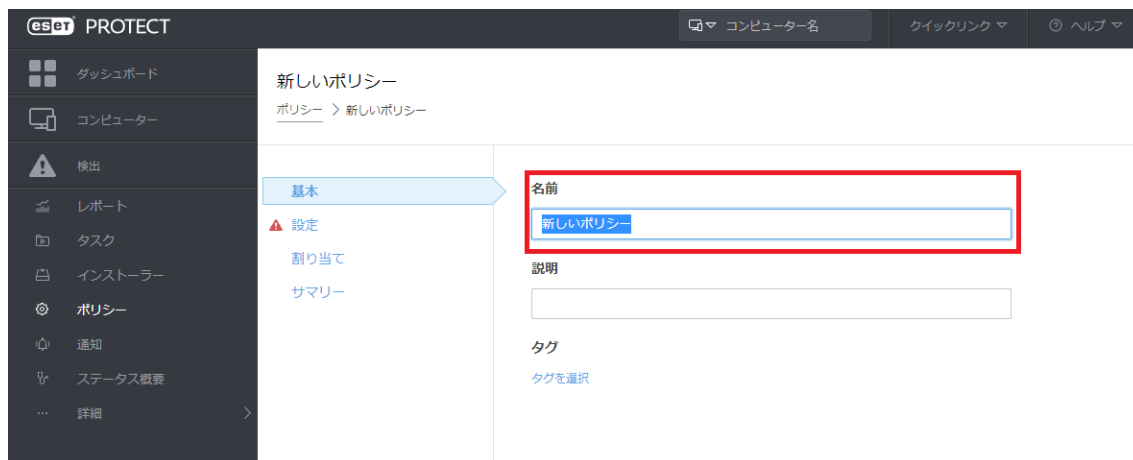 eset PROTECT
コンピューター名
クイックリンク
ヘルプ
ダッシュボード
コンピューター
検出
レポート
タスク
インストーラー
ポリシー
通知
ステータス概要
詳細
新しいポリシー
ポリシー > 新しいポリシー
基本
設定
割り当て
サマリー
名前
新しいポリシー
説明
タグ
タグを選択